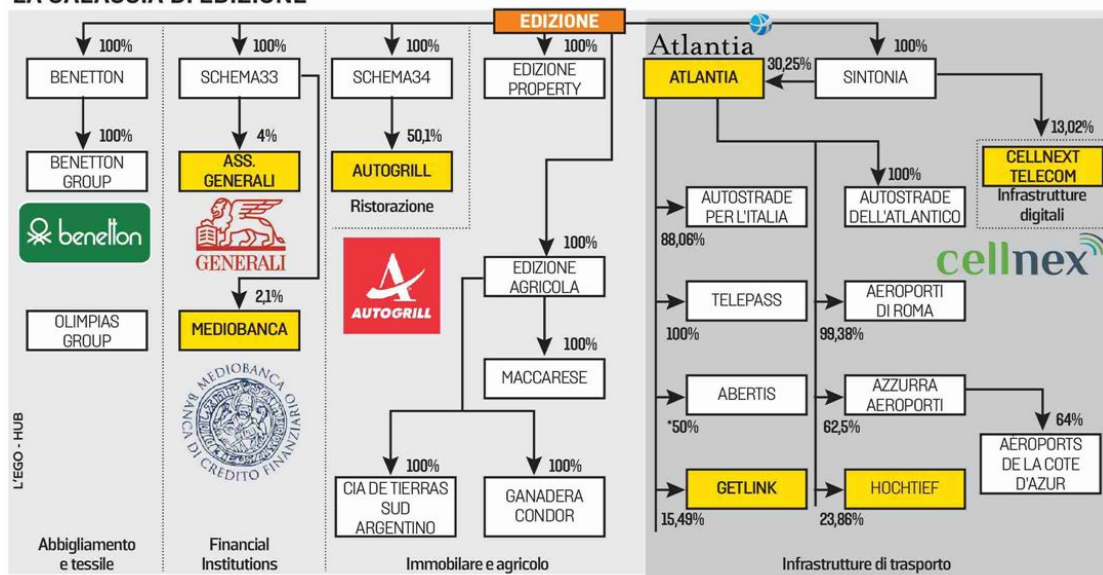 LA GALASSIA DI EDIZIONE
EDIZIONE
100%
BENETTON
100%
BENETTON
GROUP
benetton
OLIMPIAS
GROUP
Abbigliamento
e tessile
100%
SCHEMA33
4%
ASS.
GENERALI
GENERALI
2,1%
MEDIOBANCA
MEDIOBANCA
BANCA DI CREDITO FINANZIARIO
Financial
Institutions
100%
SCHEMA34
50,1%
AUTOGRILL
Ristorazione
A
AUTOGRILL
100%
EDIZIONE
PROPERTY
100%
EDIZIONE
AGRICOLA
100%
MACCARESE
100%
CIA DE TIERRAS
SUD
ARGENTINO
100%
GANADERA
CONDOR
Immobilare e agricolo
Atlantia
ATLANTIA
30,25%
100%
SINTONIA
13,02%
CELLNEXT
TELECOM
Infrastrutture
digitali
cellnex
AUTOSTRADE
PER L'ITALIA
88,06%
100%
AUTOSTRADE
DELL'ATLANTICO
TELEPASS
100%
AEROPORTI
DI ROMA
99,38%
ABERTIS
*50%
AZZURRA
AEROPORTI
62,5%
64%
AÉROPORTS
DE LA COTE
D'AZUR
GETLINK
15,49%
HOCHTIEF
23,86%
Infrastrutture di trasporto
L'EGO - HUB